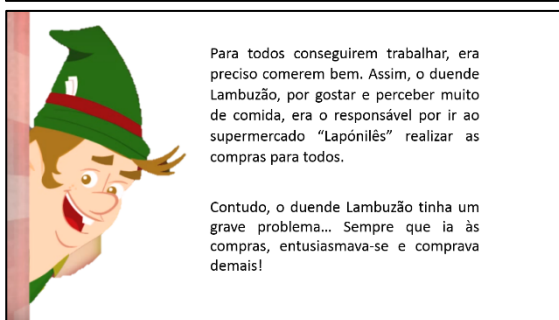 Para todos conseguirem trabalhar, era
preciso comerem bem. Assim, o duende
Lambuzão, por gostar e perceber muito
de comida, era o responsável por ir ao
supermercado “Lapónilês” realizar as
compras para todos.
Contudo, o duende Lambuzão tinha um
grave problema... Sempre que ia às
compras, entusiasmava-se e comprava
demais!